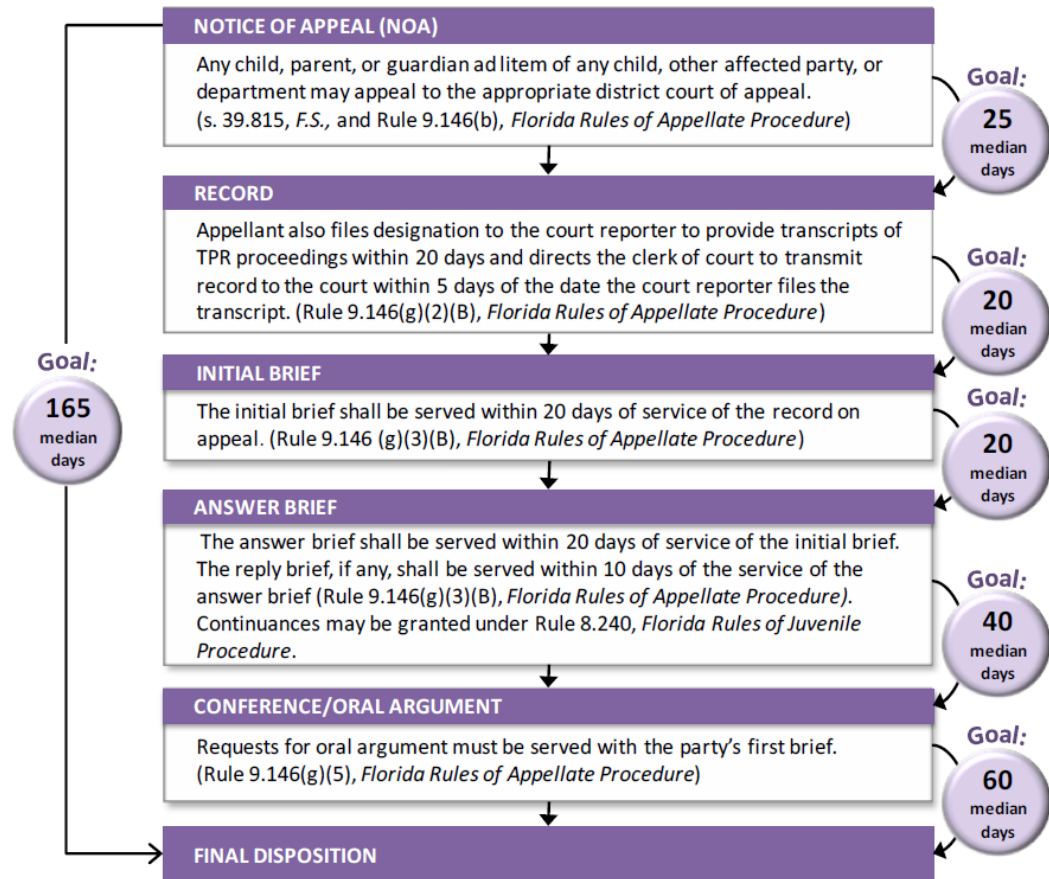 NOTICE OF APPEAL (NOA)
Any child, parent, or guardian ad litem of any child, other affected party, or
department may appeal to the appropriate district court of appeal.
(s. 39.815, F.S., and Rule 9.146(b), Florida Rules of Appellate Procedure)
Goal:
25
median
days
RECORD
Appellant also files designation to the court reporter to provide transcripts of
TPR proceedings within 20 days and directs the clerk of court to transmit
record to the court within 5 days of the date the court reporter files the
transcript. (Rule 9.146(g)(2)(B), Florida Rules of Appellate Procedure)
Goal:
20
median
days
Goal:
165
median
days
INITIAL BRIEF
The initial brief shall be served within 20 days of service of the record on
appeal. (Rule 9.146 (g)(3)(B), Florida Rules of Appellate Procedure)
Goal:
20
median
days
ANSWER BRIEF
The answer brief shall be served within 20 days of service of the initial brief.
The reply brief, if any, shall be served within 10 days of the service of the
answer brief (Rule 9.146(g)(3)(B), Florida Rules of Appellate Procedure).
Continuances may be granted under Rule 8.240, Florida Rules of Juvenile
Procedure.
Goal:
40
median
days
CONFERENCE/ORAL ARGUMENT
Requests for oral argument must be served with the party’s first brief.
(Rule 9.146(g)(5), Florida Rules of Appellate Procedure)
Goal:
60
median
days
FINAL DISPOSITION